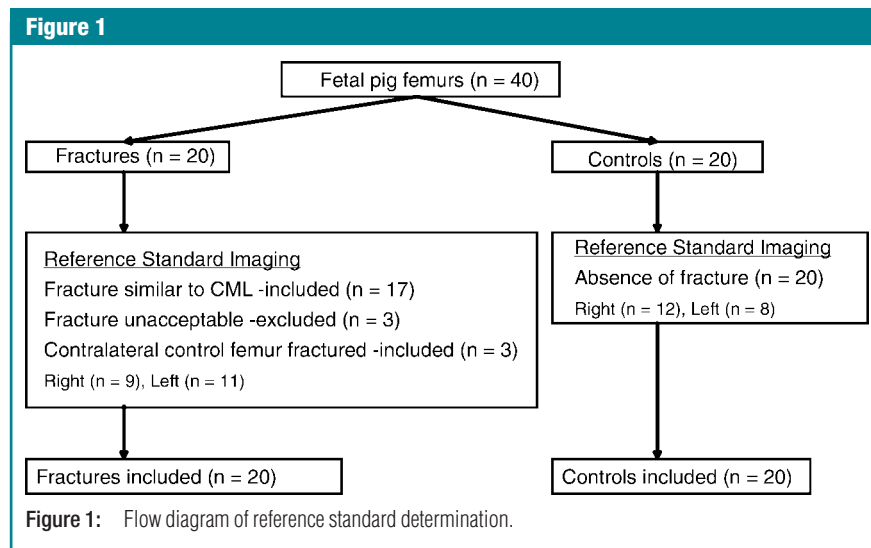 Figure 1
Fetal pig femurs (n = 40)
Fractures (n = 20)
Controls (n = 20)
Reference Standard Imaging
Fracture similar to CML -included (n = 17)
Fracture unacceptable -excluded (n = 3)
Contralateral control femur fractured -included (n = 3)
Right (n = 9), Left (n = 11)
Reference Standard Imaging
Absence of fracture (n = 20)
Right (n = 12), Left (n = 8)
Fractures included (n = 20)
Controls included (n = 20)
Figure 1: Flow diagram of reference standard determination.